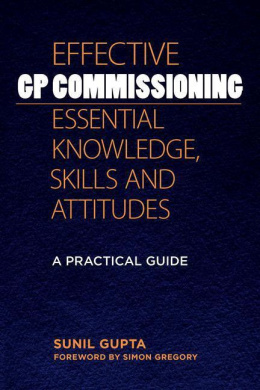 EFFECTIVE
GP COMMISSIONING
ESSENTIAL
KNOWLEDGE,
SKILLS AND
ATTITUDES
A PRACTICAL GUIDE
SUNIL GUPTA
FOREWORD BY SIMON GREGORY